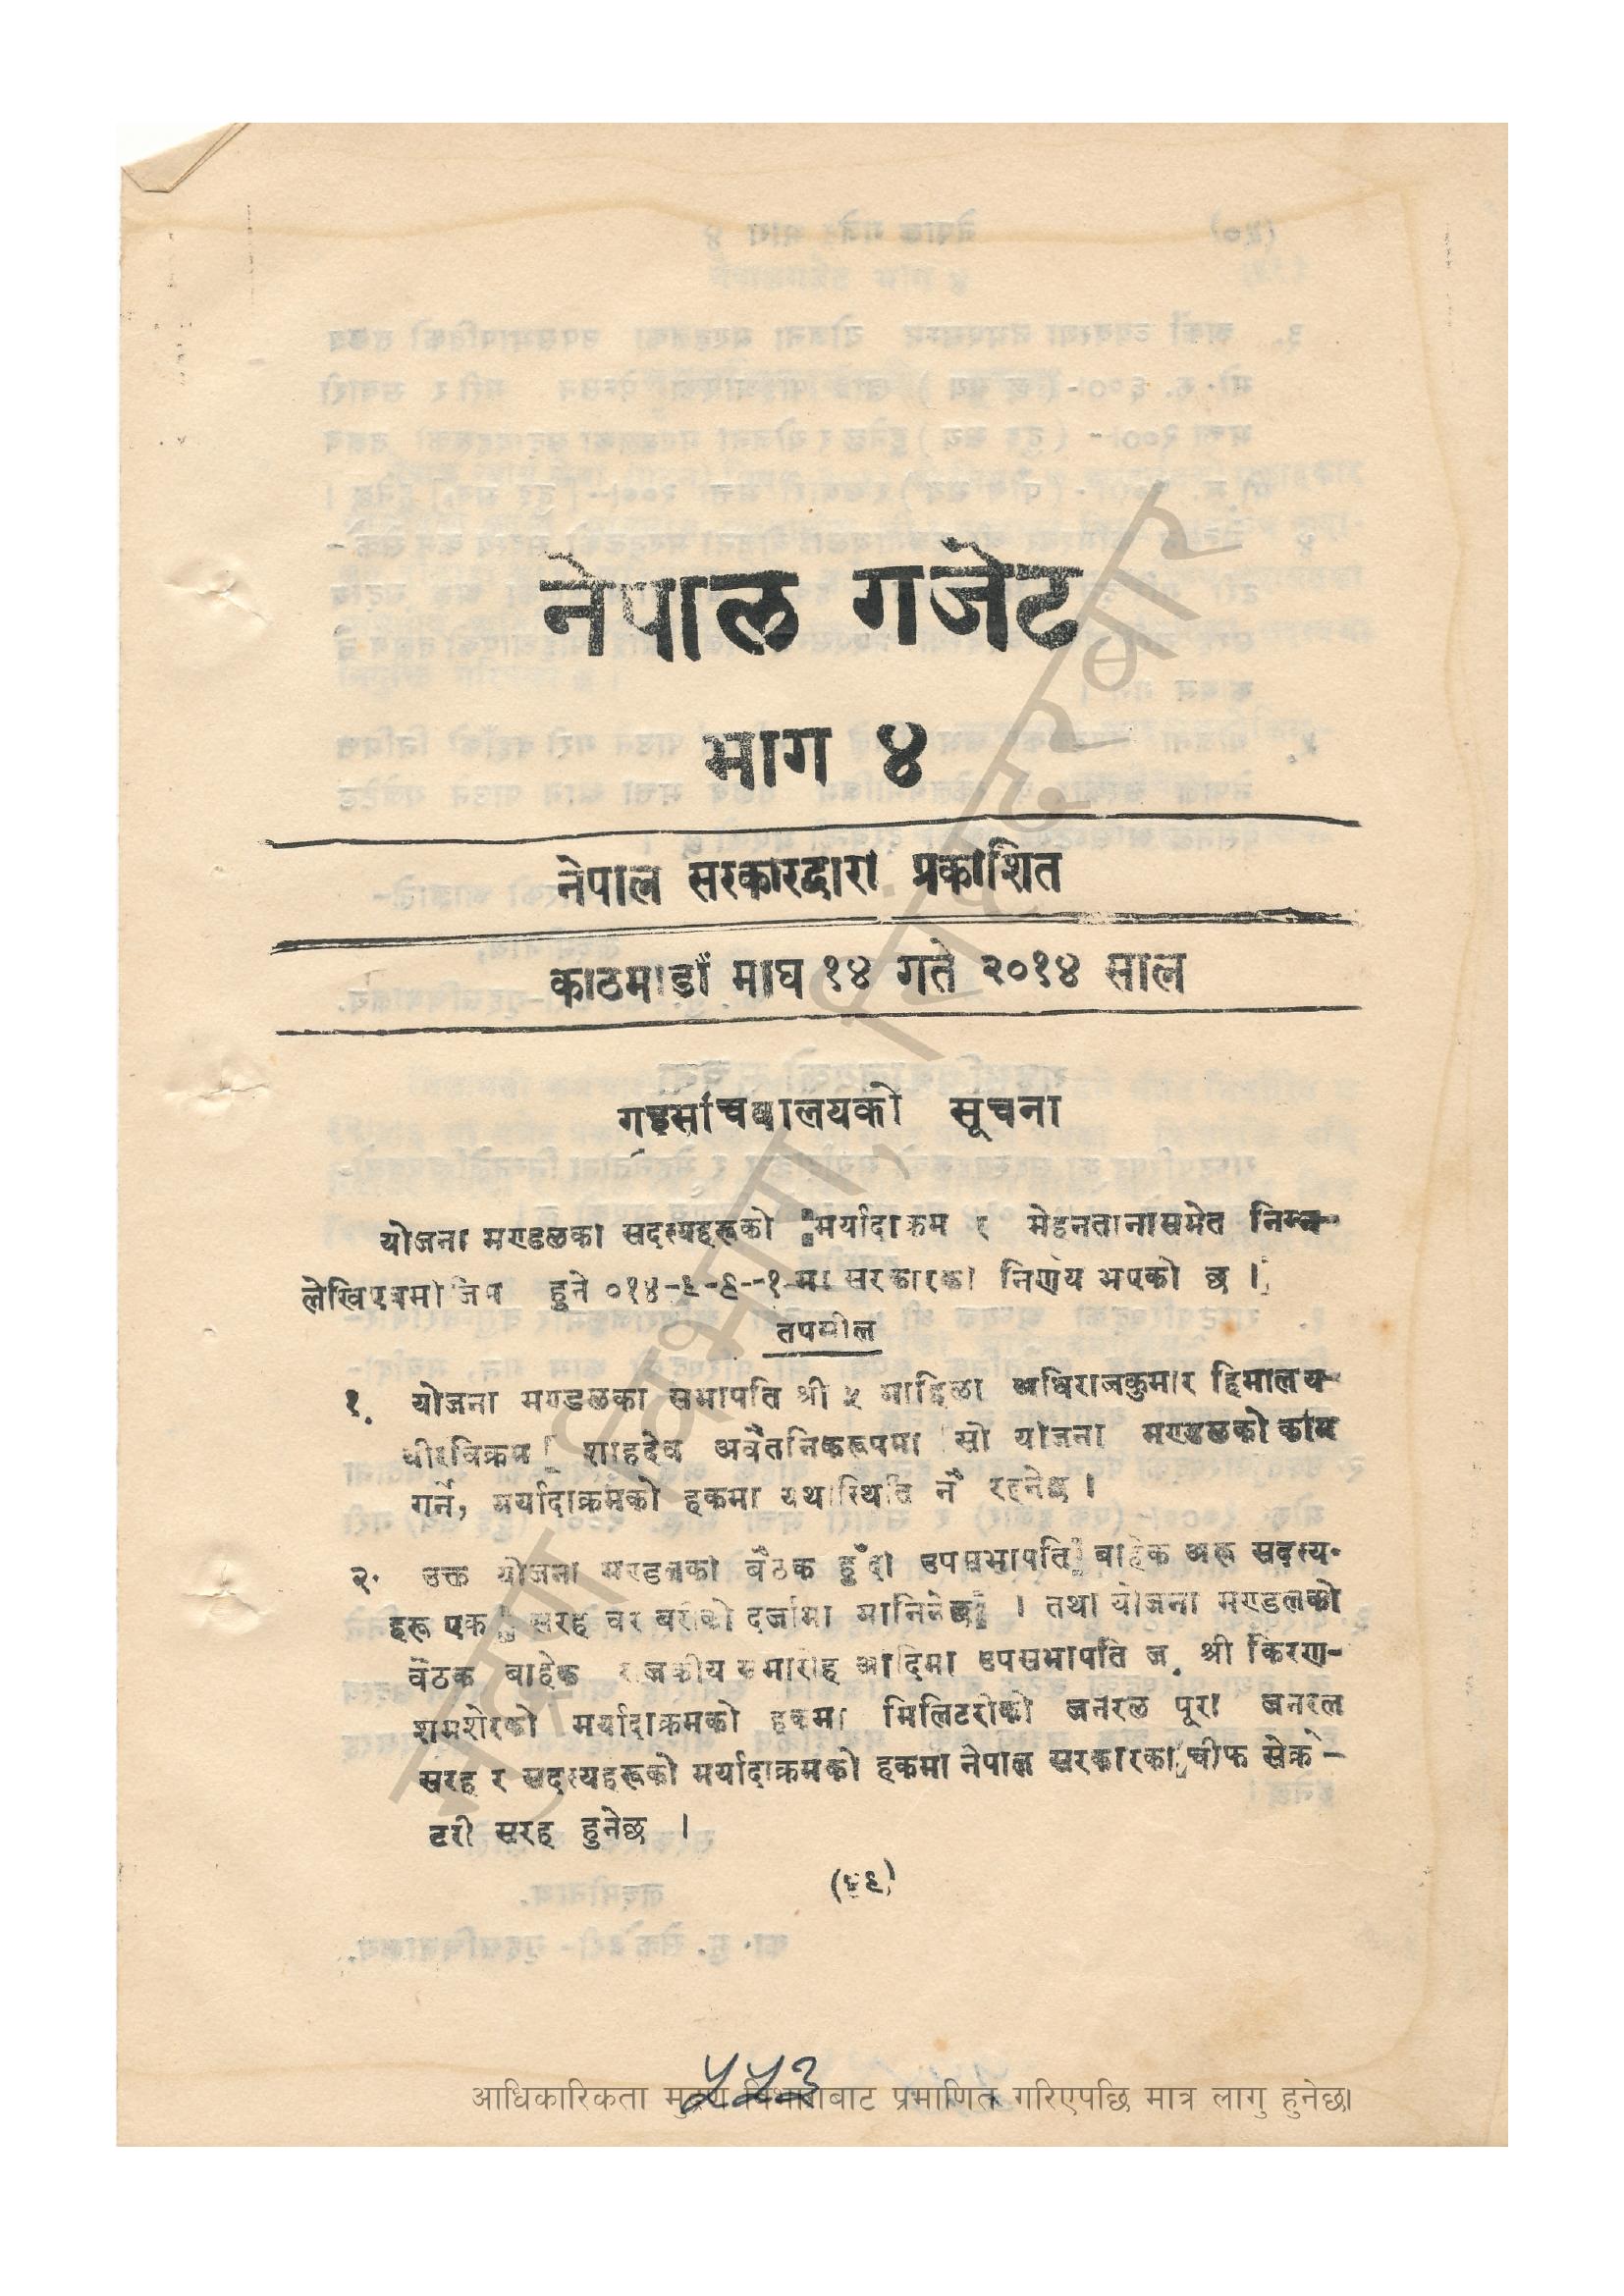 नेपाल गजेट
भाग ४
नेपाल सरकारद्वारा प्रकाशित
काठमाडौं माघ १४ गते २०१४ साल
गृहसचिवालयको सूचना
योजना मण्डलका सदस्यहरूको मर्यादाक्रम र मेहनतानासमेत निम्न-
लेखिएबमोजिम हुने ०१४-६-६-१-मा सरकारको निर्णय भएको छ ।
तपसील
१. योजना मण्डलका सभापति श्री ५ माहिला अधिराजकुमार हिमालय
वीरविक्रम शाहदेव अवैतनिकरूपमा सो योजना मण्डलको काम
गर्ने, मर्यादाक्रमको हकमा यथास्थिति नै रहनेछ ।
२. उक्त योजना मण्डलको बैठक हुँदा उपसभापति बाहेक अरू सदस्य-
हरू एक सरह बराबरीको दर्जामा मानिनेछ । तथा योजना मण्डलको
बैठक बाहेक राजकीय समारोह आदिमा उपसभापति ज. श्री किरण-
शमशेरको मर्यादाक्रमको हकमा मिलिटरीको जनरल पूरा जनरल
सरह र सदस्यहरूको मर्यादाक्रमको हकमा नेपाल सरकारका चीफ सेक्रे-
टरी सरह हुनेछ ।
५५३
आधिकारिकता मुद्रण विभागबाट प्रमाणित गरिएपछि मात्र लागु हुनेछ।
मुद्रण विभाग, सिंहदरबार